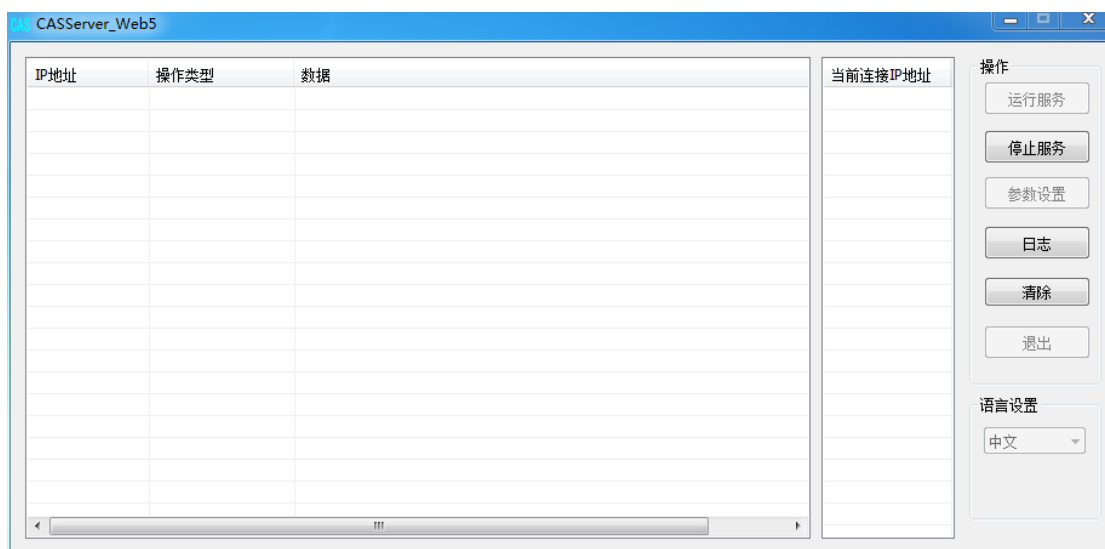 CAS CASServer_Web5
IP地址 操作类型 数据 当前连接IP地址
操作
运行服务
停止服务
参数设置
日志
清除
退出
语言设置
中文